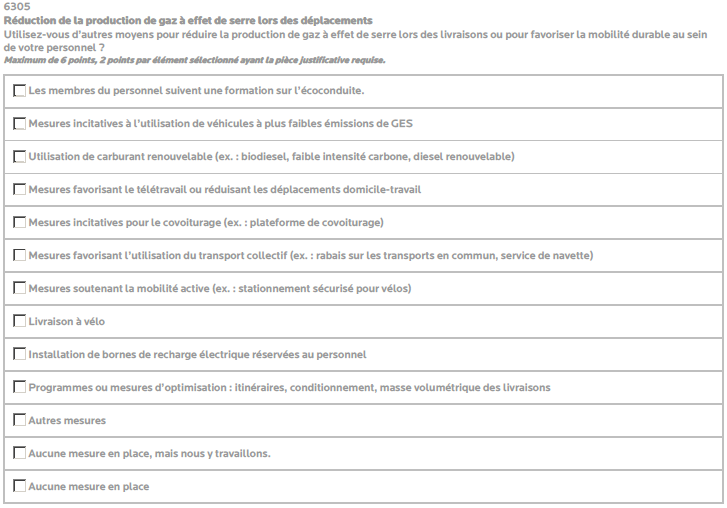 6305
Réduction de la production de gaz à effet de serre lors des déplacements
Utilisez-vous d'autres moyens pour réduire la production de gaz à effet de serre lors des livraisons ou pour favoriser la mobilité durable au sein
de votre personnel ?
Maximum de 6 points, 2 points par élément sélectionné ayant la pièce justificative requise.
Les membres du personnel suivent une formation sur l'écoconduite.
Mesures incitatives à l'utilisation de véhicules à plus faibles émissions de GES
Utilisation de carburant renouvelable (ex. : biodiesel, faible intensité carbone, diesel renouvelable)
Mesures favorisant le télétravail ou réduisant les déplacements domicile-travail
Mesures incitatives pour le covoiturage (ex. : plateforme de covoiturage)
Mesures favorisant l'utilisation du transport collectif (ex. : rabais sur les transports en commun, service de navette)
Mesures soutenant la mobilité active (ex. : stationnement sécurisé pour vélos)
Livraison à vélo
Installation de bornes de recharge électrique réservées au personnel
Programmes ou mesures d'optimisation : itinéraires, conditionnement, masse volumétrique des livraisons
Autres mesures
Aucune mesure en place, mais nous y travaillons.
Aucune mesure en place